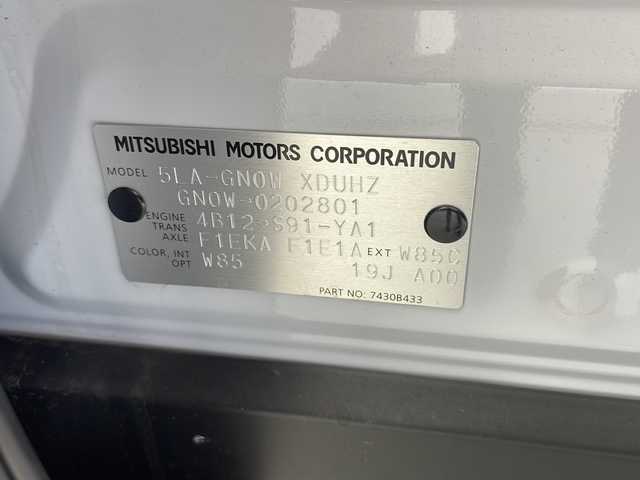 MITSUBISHI MOTORS CORPORATION
MODEL 5LA-GN0W XDUHZ
GN0W-0202801
ENGINE 4B12-S91-YA1
TRANS AXLE F1EKA F1E1A EXT W85C
COLOR, INT OPT W85 19J A00
PART NO: 7430B433